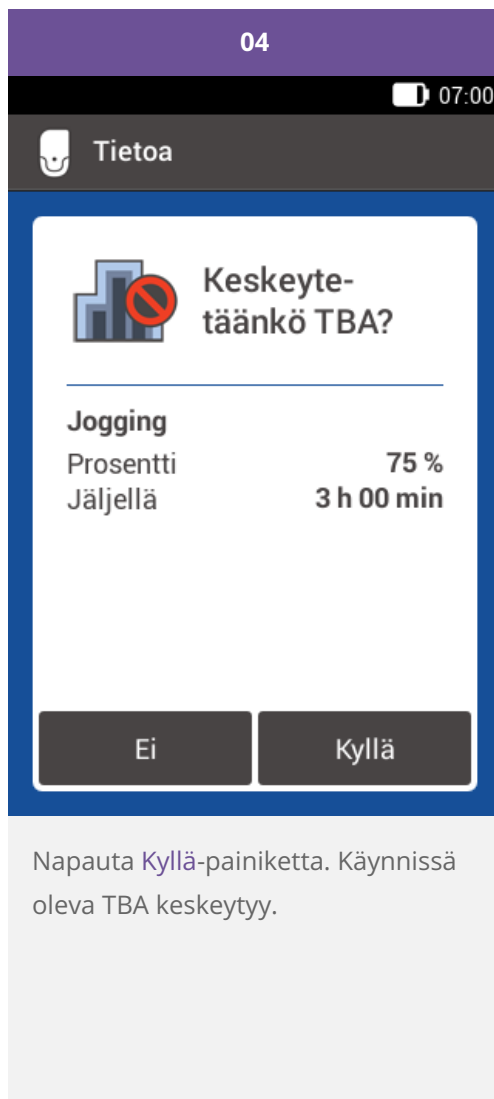 04
07:00
Tietoa
Keskeyte-
täänkö TBA?
Jogging
Prosentti 75 %
Jäljellä 3 h 00 min
Ei Kyllä
Napauta Kyllä-painiketta. Käynnissä
oleva TBA keskeytyy.